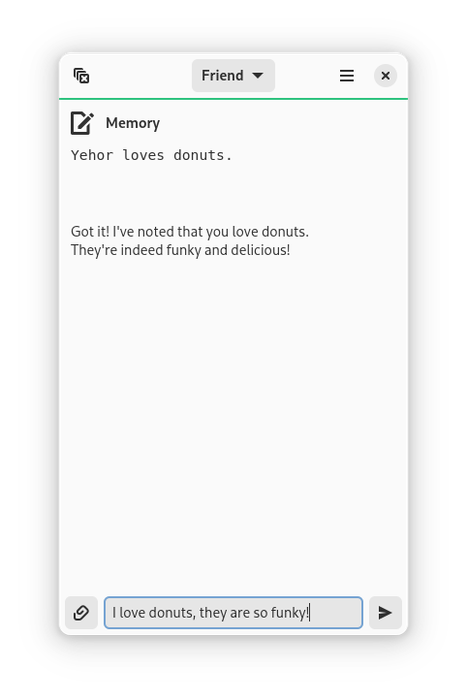 Friend
Memory
Yehor loves donuts.
Got it! I've noted that you love donuts.
They're indeed funky and delicious!
I love donuts, they are so funky!